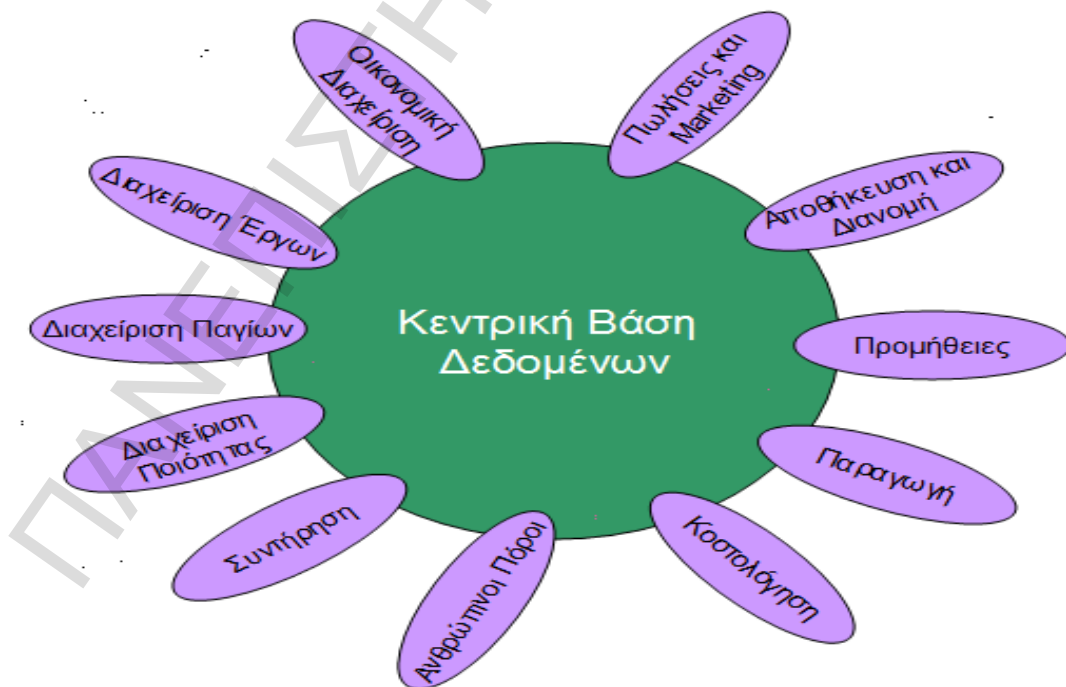 Οικονομική
Διαχείριση
Πωλήσεις και
Marketing
Αποθήκευση και
Διανομή
Προμήθειες
Παραγωγή
Κοστολόγηση
Ανθρώπινοι Πόροι
Συντήρηση
Διαχείριση
Ποιότητας
Διαχείριση Παγίων
Διαχείριση Έργων
Κεντρική Βάση
Δεδομένων
ΠΑΝΕΠΙΣΤΗ